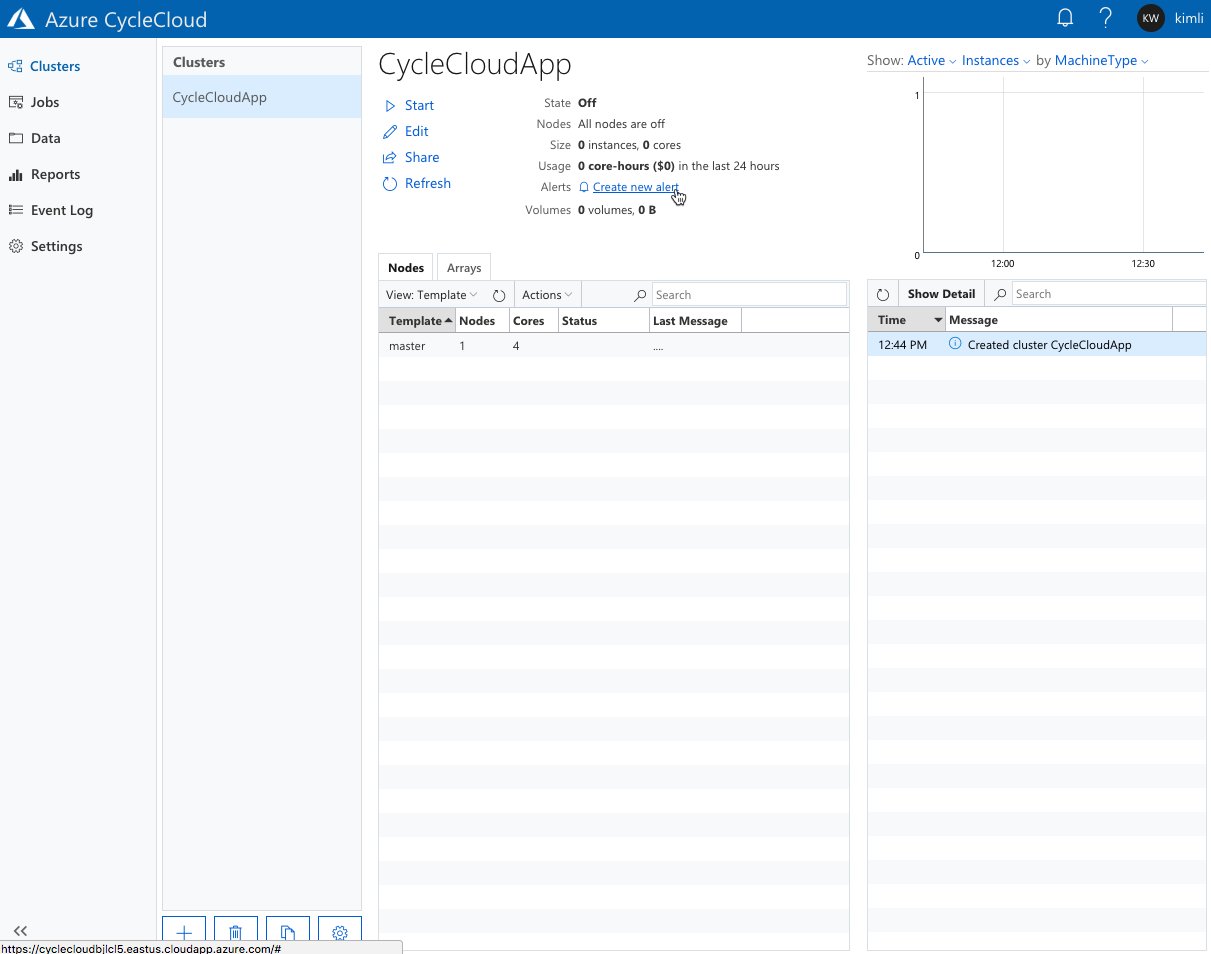 Azure CycleCloud
KW
kimli
Clusters
Jobs
Data
Reports
Event Log
Settings
Clusters
CycleCloudApp
CycleCloudApp
Start
Edit
Share
Refresh
State Off
Nodes All nodes are off
Size 0 instances, 0 cores
Usage 0 core-hours ($0) in the last 24 hours
Alerts Create new alert
Volumes 0 volumes, 0 B
Nodes Arrays
View: Template Actions Search
Template Nodes Cores Status Last Message
master 1 4 ....
Show: Active Instances by MachineType
1
0
12:00 12:30
Show Detail Search
Time Message
12:44 PM Created cluster CycleCloudApp
https://cyclecloudbjlcl5.eastus.cloudapp.azure.com/#